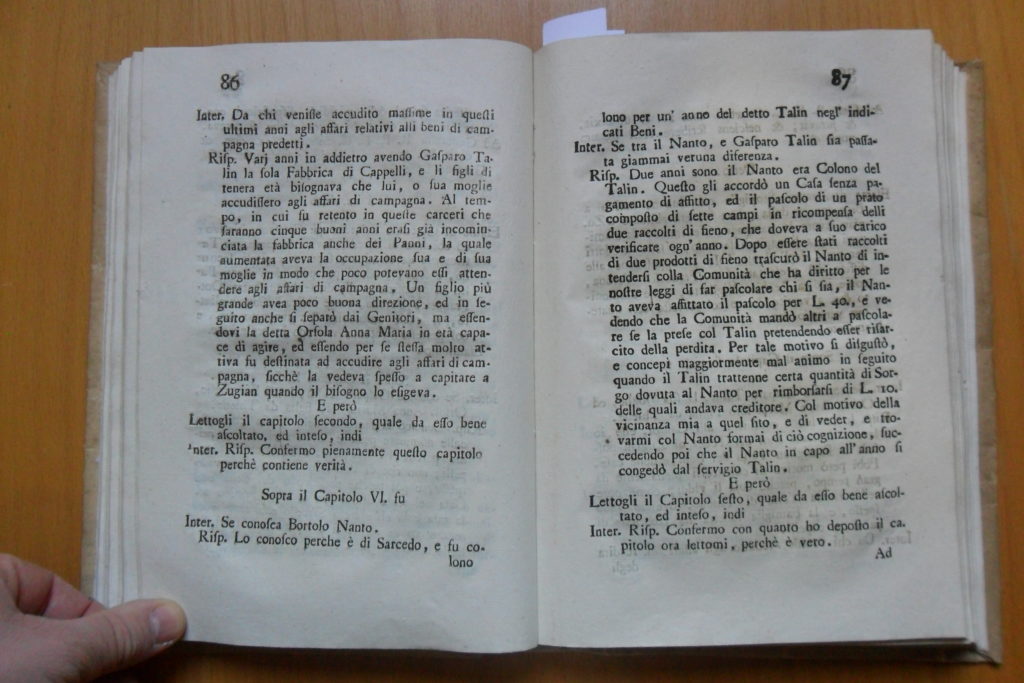 86
Inter. Da chi veniſſe accudito maſſime in queſti
ultimi anni agli affari relativi alli beni di cam-
pagna predetti.
Riſp. Varj anni in addietro avendo Gaſparo Ta-
lin la ſola Fabbrica di Cappelli, e li figli di
tenera età biſognava che lui, o ſua moglie
accudiſſero agli affari di campagna. Al tem-
po, in cui fu retento in queſte carceri che
ſaranno cinque buoni anni eraſi già incomin-
ciata la fabbrica anche dei Panni, la quale
aumentata aveva la occupazione ſua e di ſua
moglie in modo che poco potevano eſſi atten-
dere agli affari di campagna. Un figlio più
grande avea poco buona direzione, ed in ſe-
guito anche ſi ſeparò dai Genitori, ma eſſen-
dovi la detta Orſola Anna Maria in età capa-
ce di agire, ed eſſendo per ſe ſteſſa molto at-
tiva fu deſtinata ad accudire agli affari di cam-
pagna, ſicchè la vedeva ſpeſſo a capitare a
Zugian quando il biſogno lo eſigeva.
E però
Lettogli il capitolo ſecondo, quale da eſſo bene
aſcoltato, ed inteſo, indi
Inter. Riſp. Confermo pienamente queſto capitolo
perchè contiene verità.
Sopra il Capitolo VI. fu
Inter. Se conoſca Bortolo Nanto.
Riſp. Lo conoſco perche è di Sarcedo, e fu co-
lono
87
lono per un' anno del detto Talin negl' indi-
cati Beni.
Inter. Se tra il Nanto, e Gaſparo Talin ſia paſſa-
ta giammai veruna diferenza.
Riſp. Due anni sono il Nanto era Colono del
Talin. Queſto gli accordò un Caſa ſenza pa-
gamento di affitto, ed il paſcolo di un prato
compoſto di ſette campi in ricompenſa delli
due raccolti di fieno, che doveva a ſuo carico
verificare ogn'anno. Dopo eſſere ſtati raccolti
di due prodotti di fieno traſcurò il Nanto di in-
tenderſi colla Comunità che ha diritto per le
noſtre leggi di far paſcolare chi ſi ſia, il Nan-
to aveva affittato il paſcolo per L. 40., e ve-
dendo che la Comunità mandò altri a paſcola-
re ſe la preſe col Talin pretendendo eſſer riſar-
cito della perdita. Per tale motivo ſi diſguſtò,
e concepì maggiormente mal animo in ſeguito
quando il Talin trattenne certa quantità di Sor-
go dovuta al Nanto per rimborſarſi di L. 10.
delle quali andava creditore. Col motivo della
vicinanza mia a quel ſito, e di veder, e tro-
varmi col Nanto formai di ciò cognizione, ſuc-
cedendo poi che il Nanto in capo all'anno ſi
congedò dal ſervigio Talin.
E però
Lettogli il Capitolo ſeſto, quale da eſſo bene aſcol-
tato, ed inteſo, indi
Inter. Riſp. Confermo con quanto ho depoſto il ca-
pitolo ora lettomi, perchè è vero.
Ad